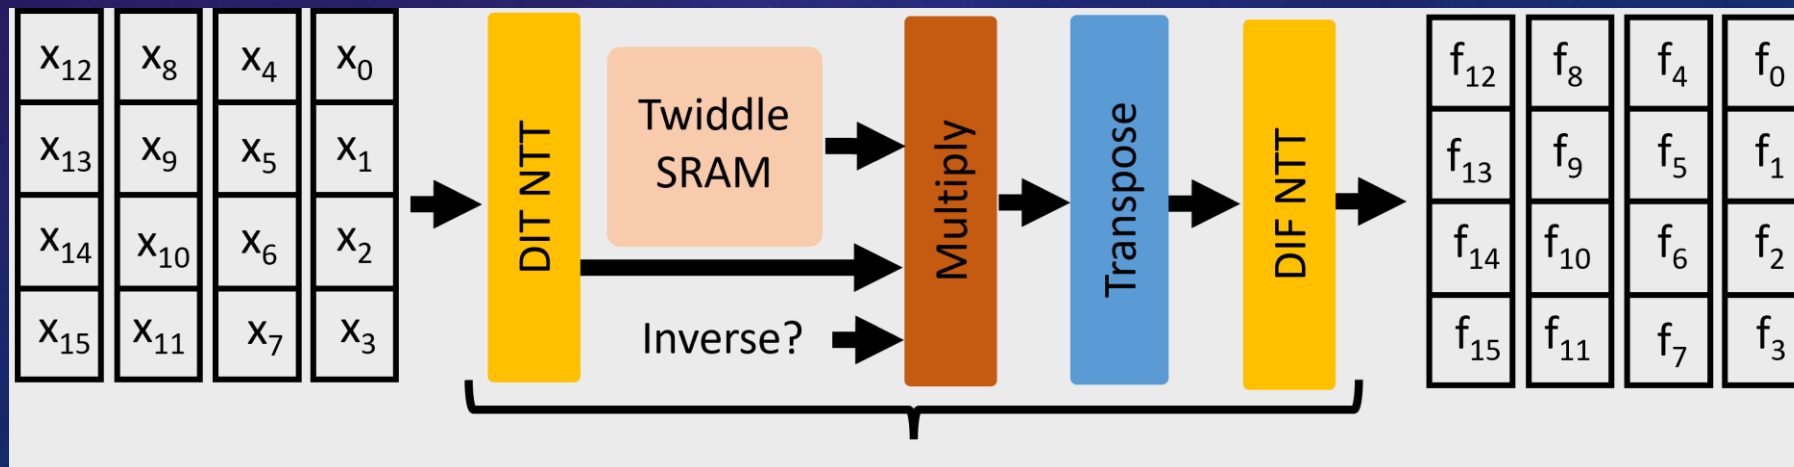 x12 x8 x4 x0
x13 x9 x5 x1
x14 x10 x6 x2
x15 x11 x7 x3
DIT NTT
Twiddle
SRAM
Inverse?
Multiply
Transpose
DIF NTT
f12 f8 f4 f0
f13 f9 f5 f1
f14 f10 f6 f2
f15 f11 f7 f3